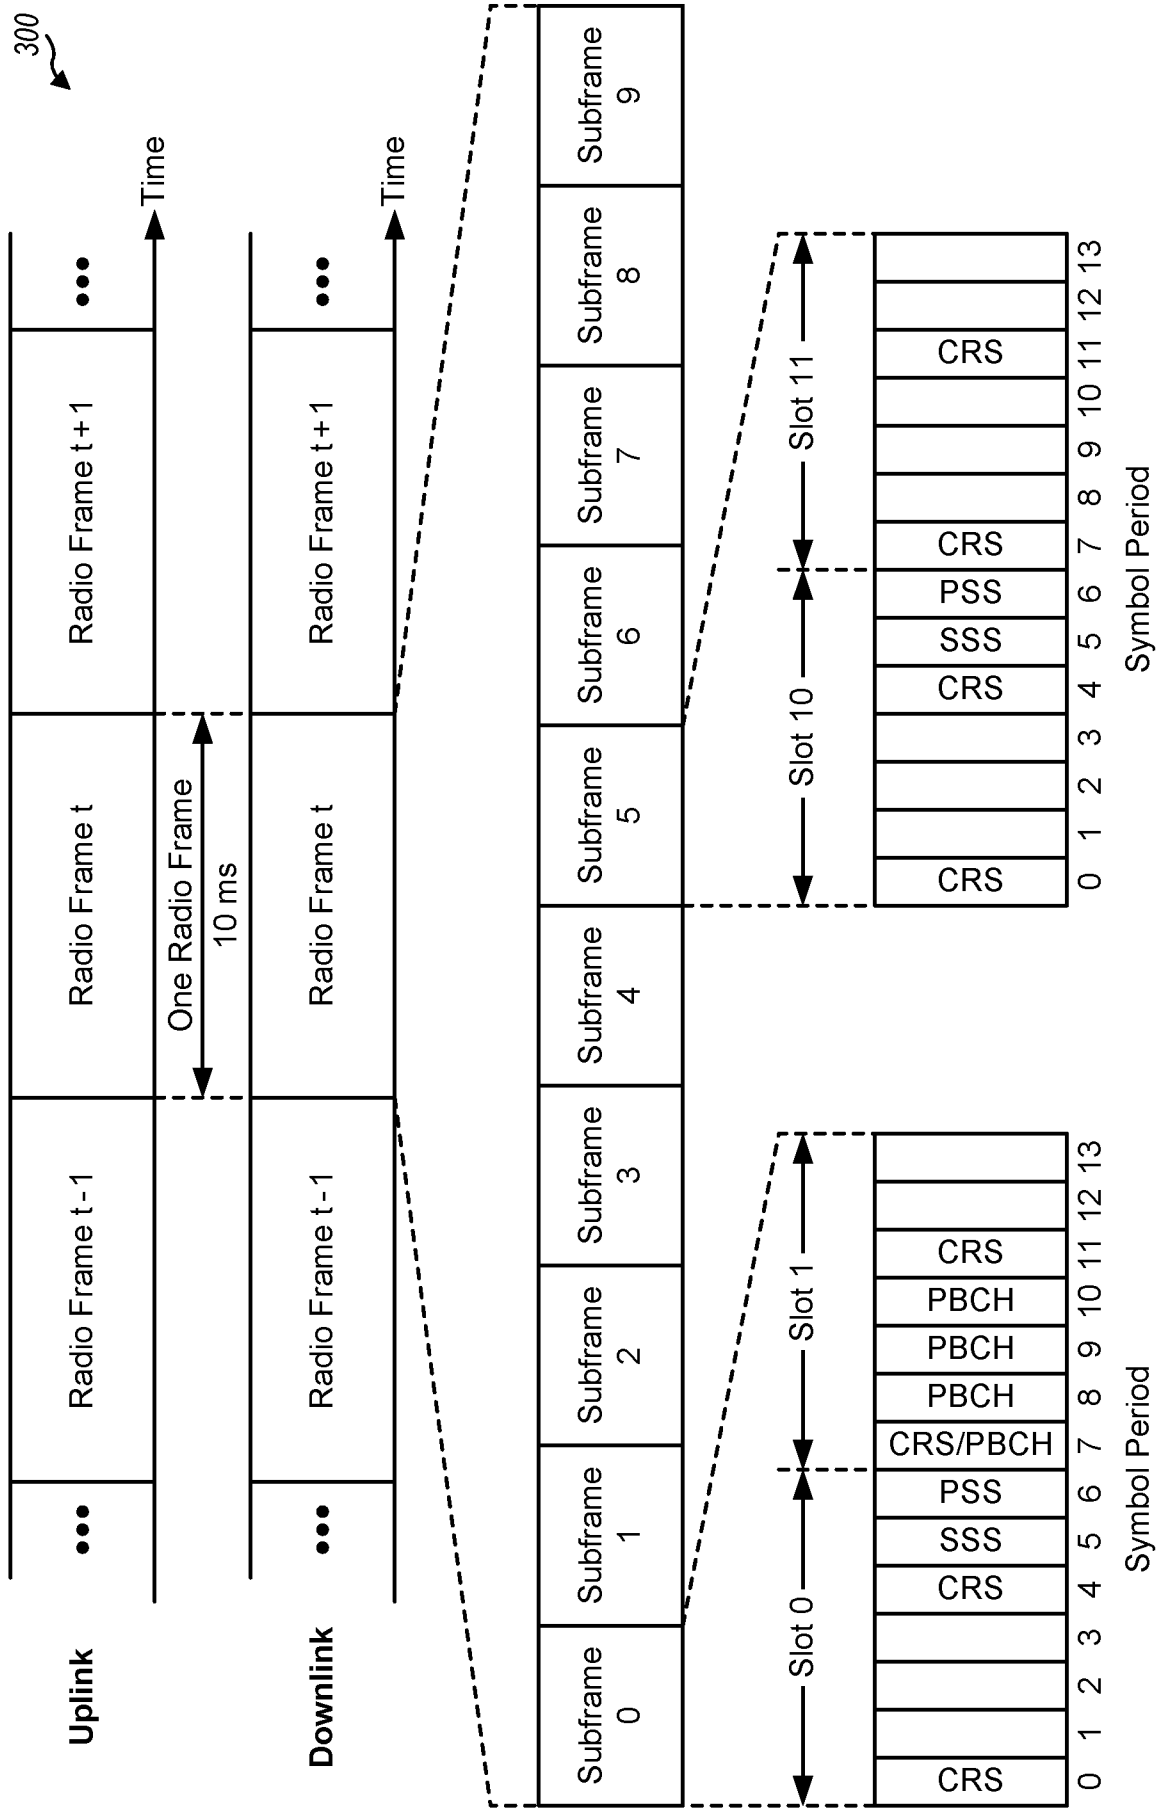 300
Uplink
••• Radio Frame t-1 Radio Frame t Radio Frame t+1 •••
Time
One Radio Frame
10 ms
Downlink
••• Radio Frame t-1 Radio Frame t Radio Frame t+1 •••
Time
Subframe 0
Subframe 1
Subframe 2
Subframe 3
Subframe 4
Subframe 5
Subframe 6
Subframe 7
Subframe 8
Subframe 9
Slot 0 Slot 1
CRS CRS SSS PSS CRS/PBCH PBCH PBCH PBCH CRS
0 1 2 3 4 5 6 7 8 9 10 11 12 13
Symbol Period
Slot 10 Slot 11
CRS CRS SSS PSS CRS CRS
0 1 2 3 4 5 6 7 8 9 10 11 12 13
Symbol Period